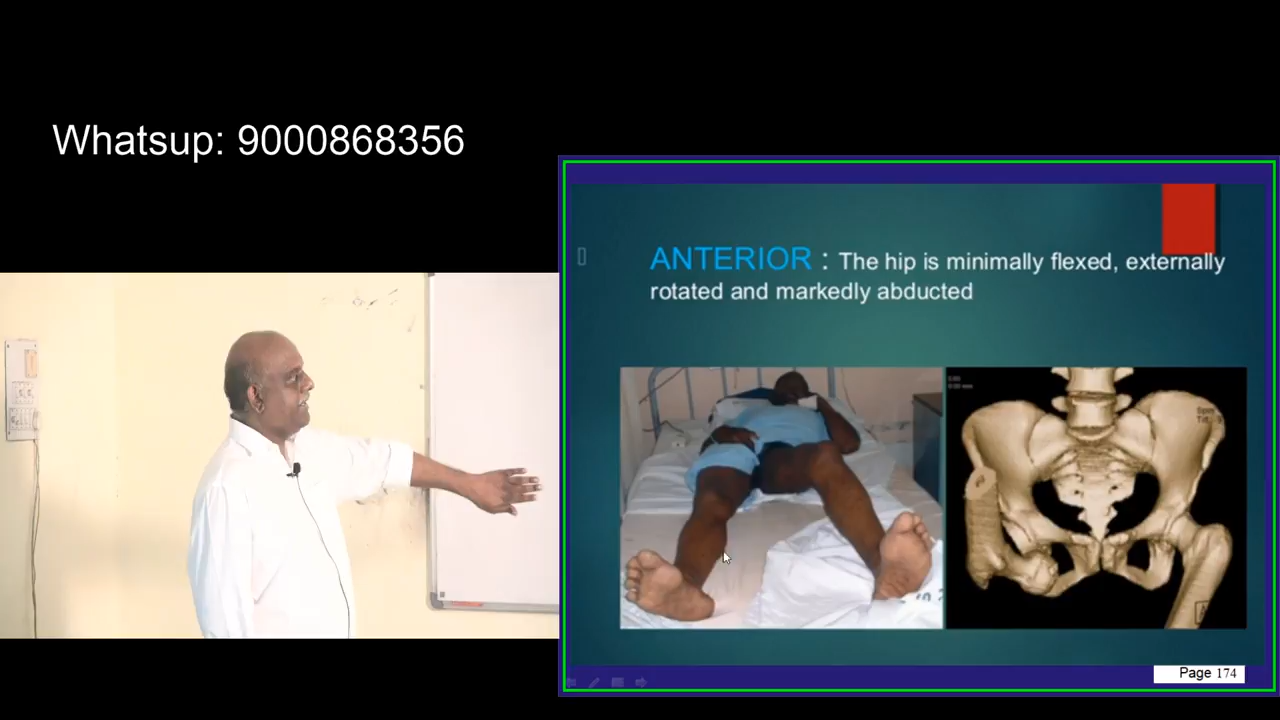 Whatsup: 9000868356
ANTERIOR : The hip is minimally flexed, externally
rotated and markedly abducted
Page 174